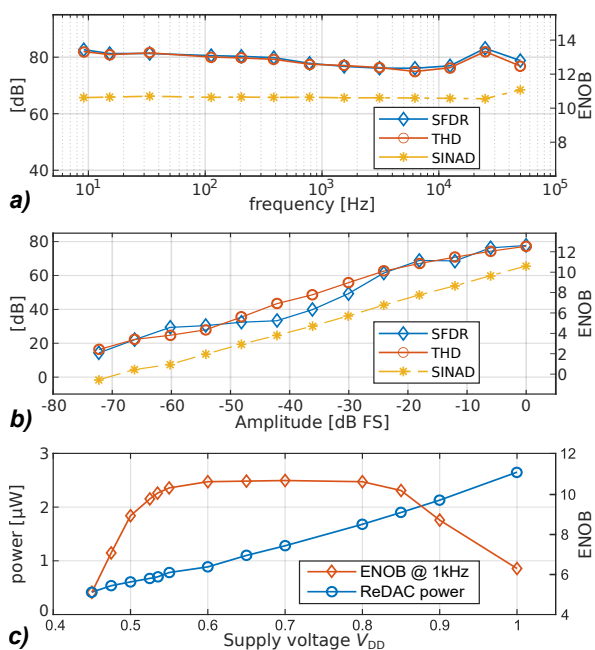 80
60
40
[dB]
14
12
10
8
ENOB
SFDR
THD
SINAD
10^1
10^2
10^3
10^4
10^5
frequency [Hz]
a)
80
60
40
20
0
[dB]
12
10
8
6
4
2
0
ENOB
SFDR
THD
SINAD
-80 -70 -60 -50 -40 -30 -20 -10 0
Amplitude [dB FS]
b)
3
2
1
0
power [µW]
12
10
8
6
4
ENOB
ENOB @ 1kHz
ReDAC power
0.4 0.5 0.6 0.7 0.8 0.9 1
Supply voltage V_DD
c)